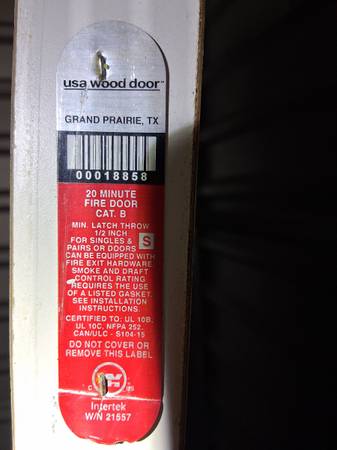 usa wood door™
GRAND PRAIRIE, TX
00018858
20 MINUTE
FIRE DOOR
CAT. B
MIN. LATCH THROW
1/2 INCH
FOR SINGLES & S
PAIRS OR DOORS
CAN BE EQUIPPED WITH
FIRE EXIT HARDWARE
SMOKE AND DRAFT
CONTROL RATING
REQUIRES THE USE
OF A LISTED GASKET.
SEE INSTALLATION
INSTRUCTIONS.
CERTIFIED TO: UL 10B,
UL 10C, NFPA 252,
CAN/ULC - S104-15
DO NOT COVER OR
REMOVE THIS LABEL
C US
Intertek
W/N 21557